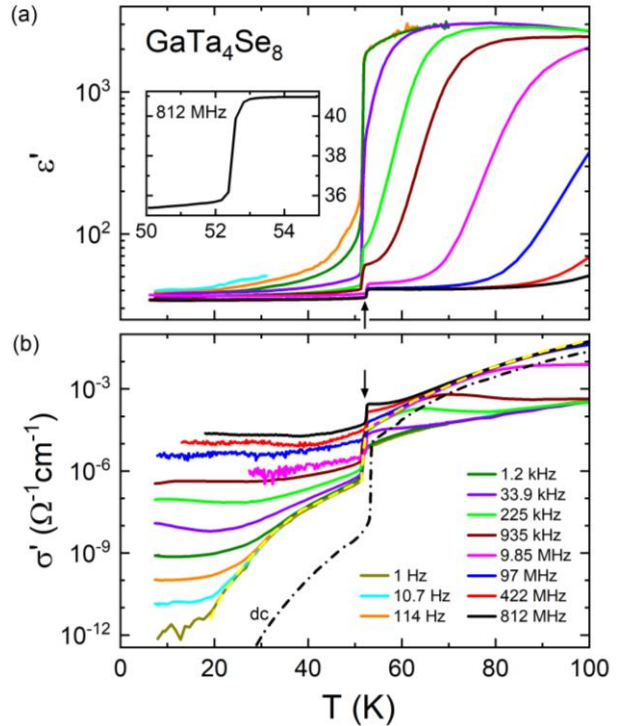 (a)
GaTa₄Se₈
10³
812 MHz
40
38
36
50 52 54
ε'
10²
(b)
10⁻³
10⁻⁶
10⁻⁹
10⁻¹²
σ' (Ω⁻¹cm⁻¹)
dc
1 Hz
10.7 Hz
114 Hz
1.2 kHz
33.9 kHz
225 kHz
935 kHz
9.85 MHz
97 MHz
422 MHz
812 MHz
0 20 40 60 80 100
T (K)